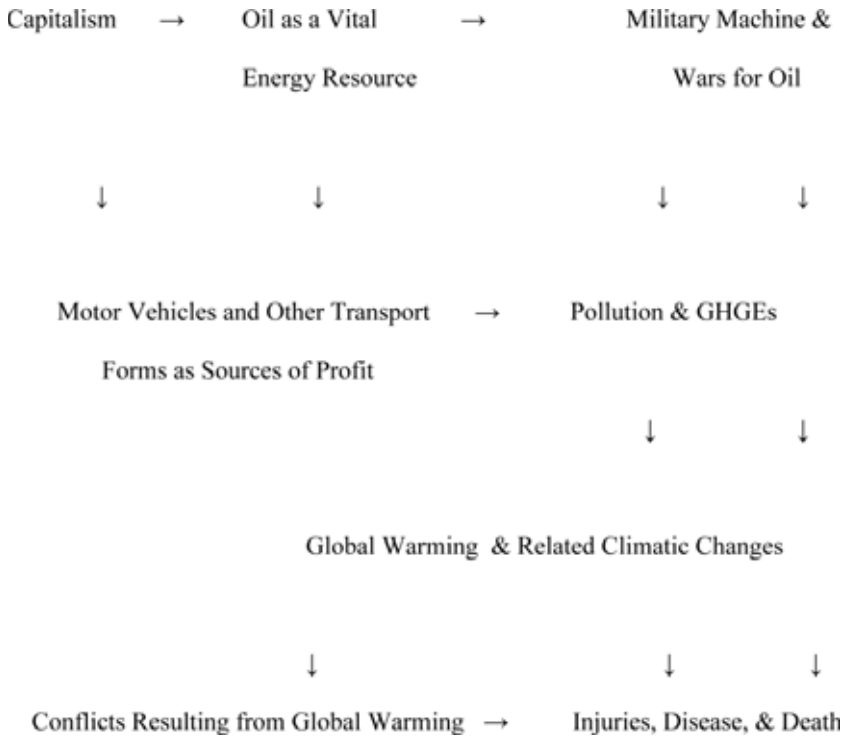 Capitalism → Oil as a Vital → Military Machine &
Energy Resource Wars for Oil
↓ ↓ ↓ ↓
Motor Vehicles and Other Transport → Pollution & GHGEs
Forms as Sources of Profit
↓ ↓
Global Warming & Related Climatic Changes
↓ ↓ ↓
Conflicts Resulting from Global Warming → Injuries, Disease, & Death